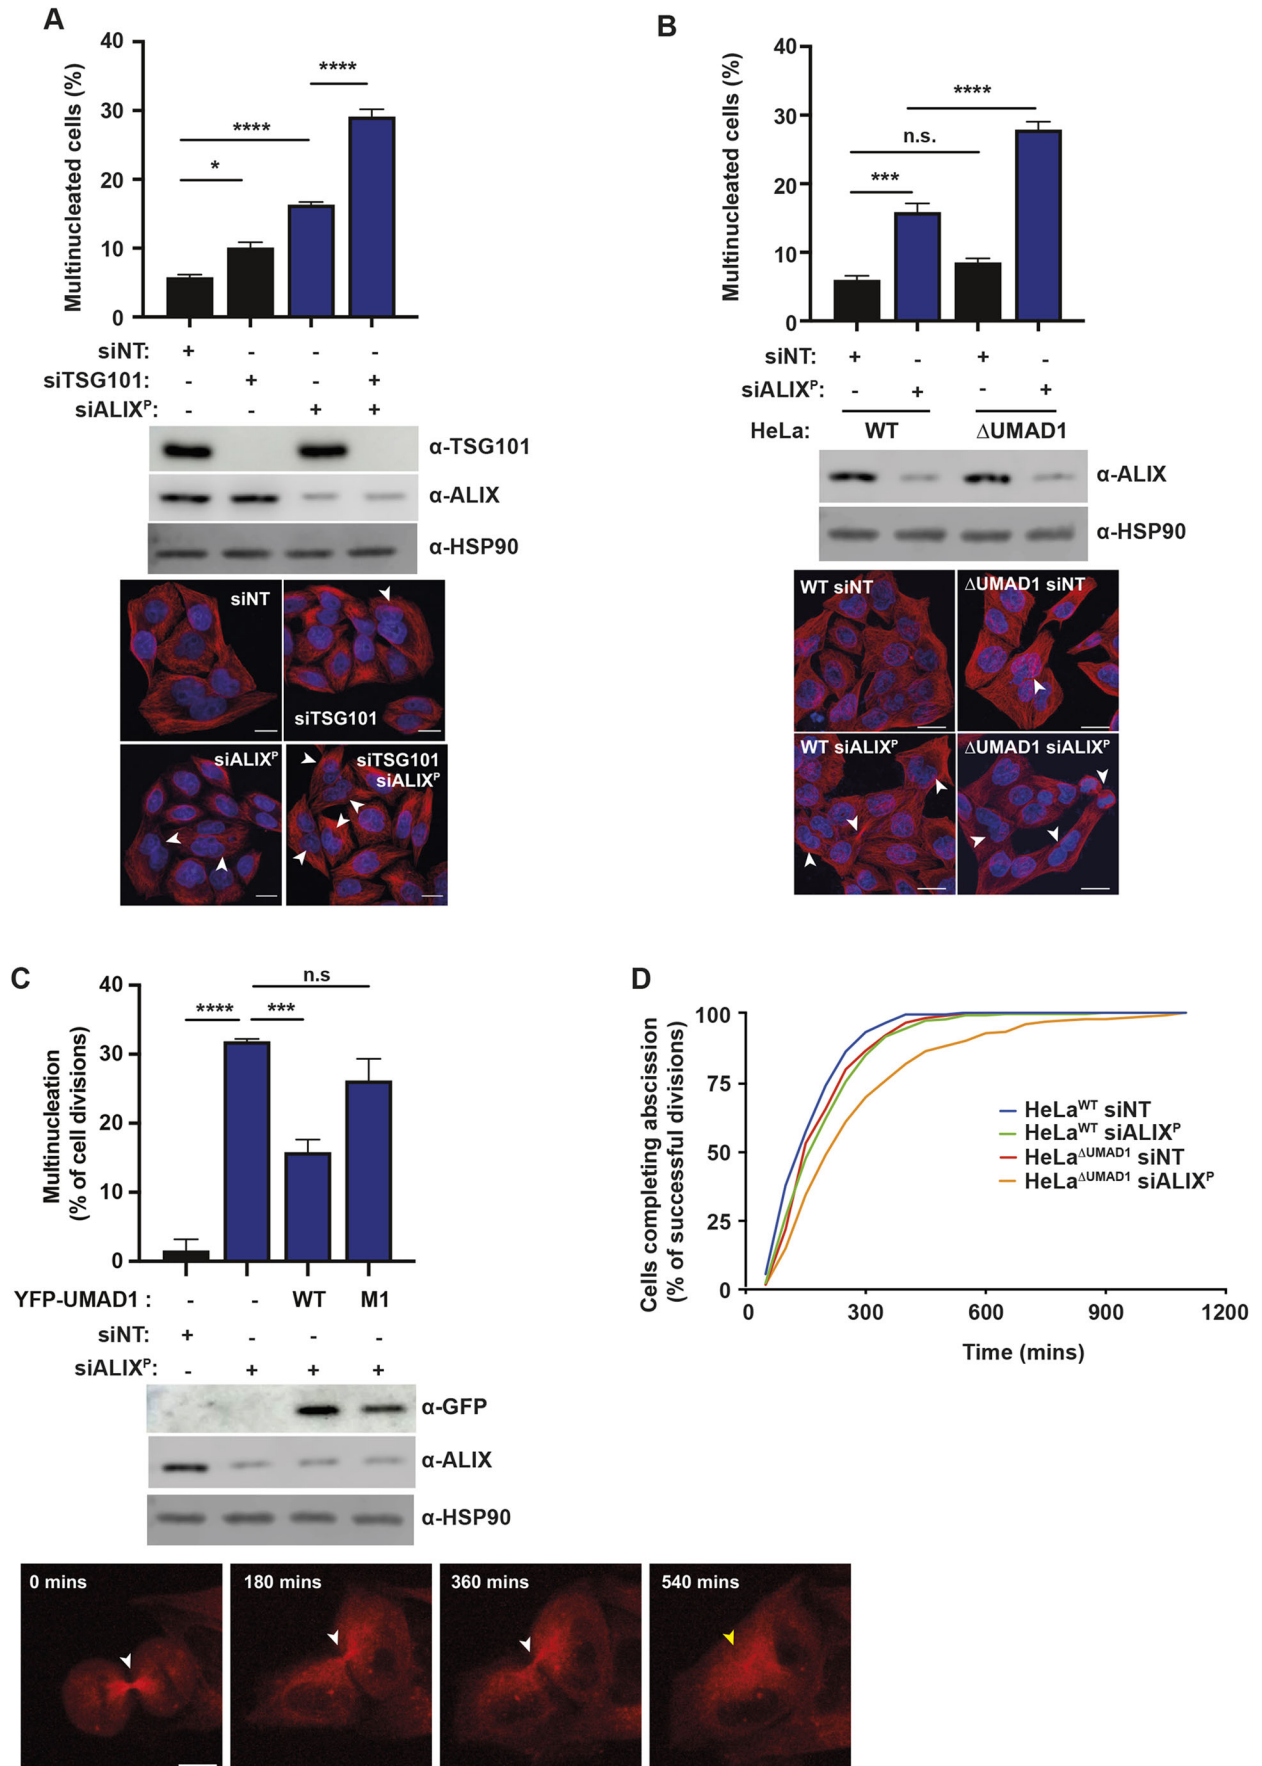 A
Multinucleated cells (%)
40
30
20
10
0
****
****
*
siNT: + - - -
siTSG101: - + - +
siALIXᴾ: - - + +
α-TSG101
α-ALIX
α-HSP90
siNT
siTSG101
siALIXᴾ
siTSG101
siALIXᴾ
B
Multinucleated cells (%)
40
30
20
10
0
****
n.s.
***
siNT: + - + -
siALIXᴾ: - + - +
HeLa: WT ΔUMAD1
α-ALIX
α-HSP90
WT siNT
ΔUMAD1 siNT
WT siALIXᴾ
ΔUMAD1 siALIXᴾ
C
Multinucleation
(% of cell divisions)
40
30
20
10
0
n.s
**** ***
YFP-UMAD1 : - - WT M1
siNT: + - - -
siALIXᴾ: - + + +
α-GFP
α-ALIX
α-HSP90
0 mins
180 mins
360 mins
540 mins
D
Cells completing abscission
(% of successful divisions)
100
75
50
25
0
0 300 600 900 1200
Time (mins)
HeLaᵂᵀ siNT
HeLaᵂᵀ siALIXᴾ
HeLa^ΔUMAD1 siNT
HeLa^ΔUMAD1 siALIXᴾ